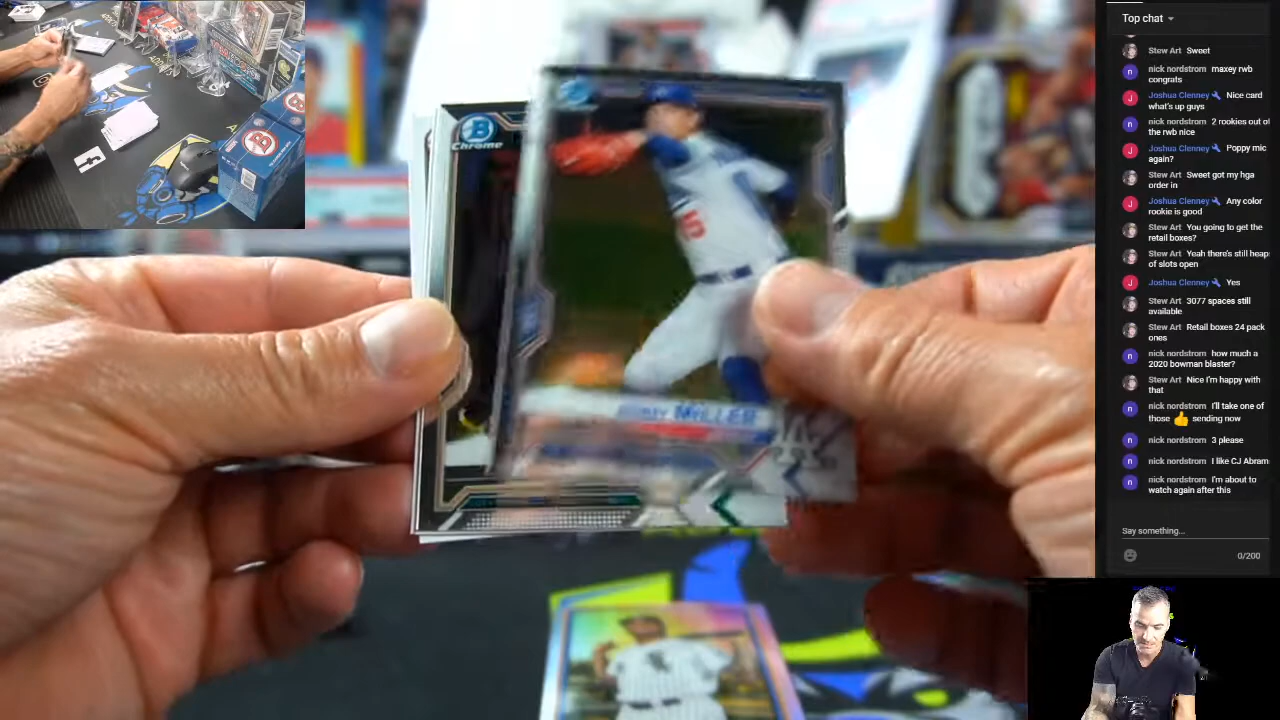 Top chat
Stew Art Sweet
nick nordstrom maxey rwb
congrats
Joshua Clenney Nice card
what's up guys
nick nordstrom 2 rookies out of
the rwb nice
Joshua Clenney Poppy mic
again?
Stew Art Sweet got my hga
order in
Joshua Clenney Any color
rookie is good
Stew Art You going to get the
retail boxes?
Stew Art Yeah there's still heaps
of slots open
Joshua Clenney Yes
Stew Art 3077 spaces still
available
Stew Art Retail boxes 24 pack
ones
nick nordstrom how much a
2020 bowman blaster?
Stew Art Nice I'm happy with
that
nick nordstrom I'll take one of
those 👍 sending now
nick nordstrom 3 please
nick nordstrom I like CJ Abram
nick nordstrom I'm about to
watch again after this
Say something...
0/200
B
Chrome
MILLER